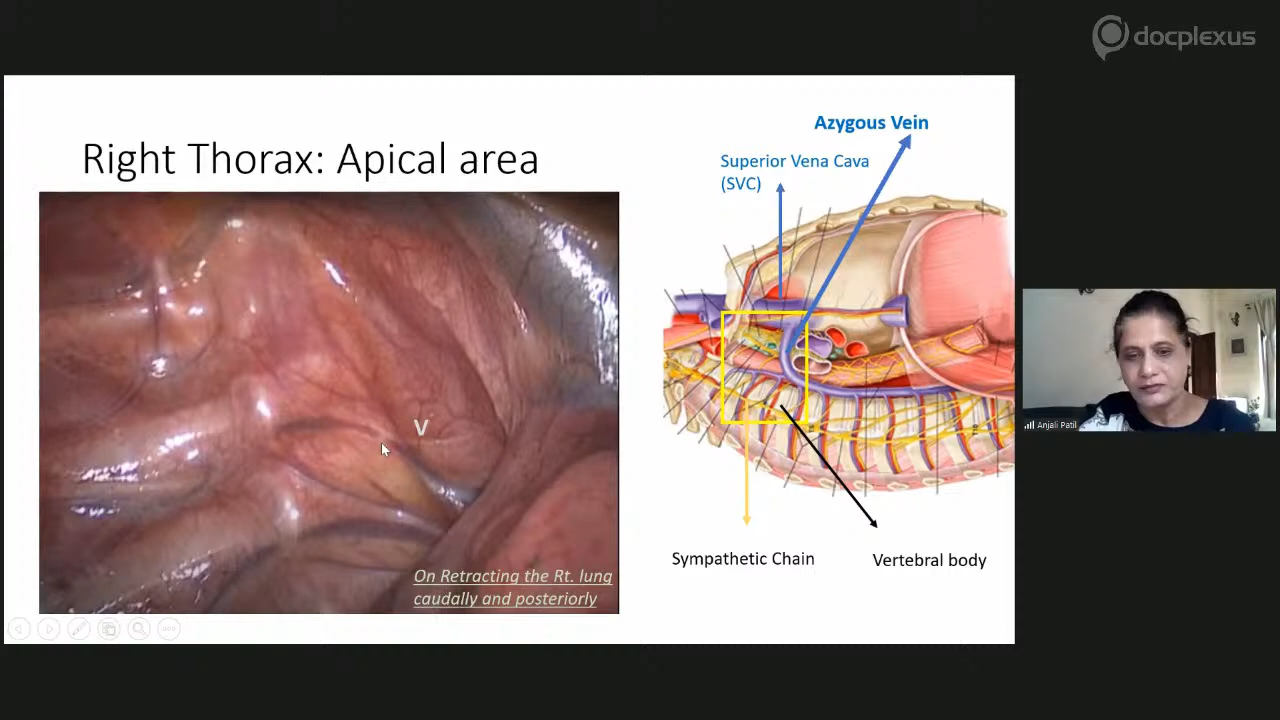 docplexus
Right Thorax: Apical area
Azygous Vein
Superior Vena Cava
(SVC)
V
On Retracting the Rt. lung
caudally and posteriorly
Sympathetic Chain
Vertebral body
Anjali Patil